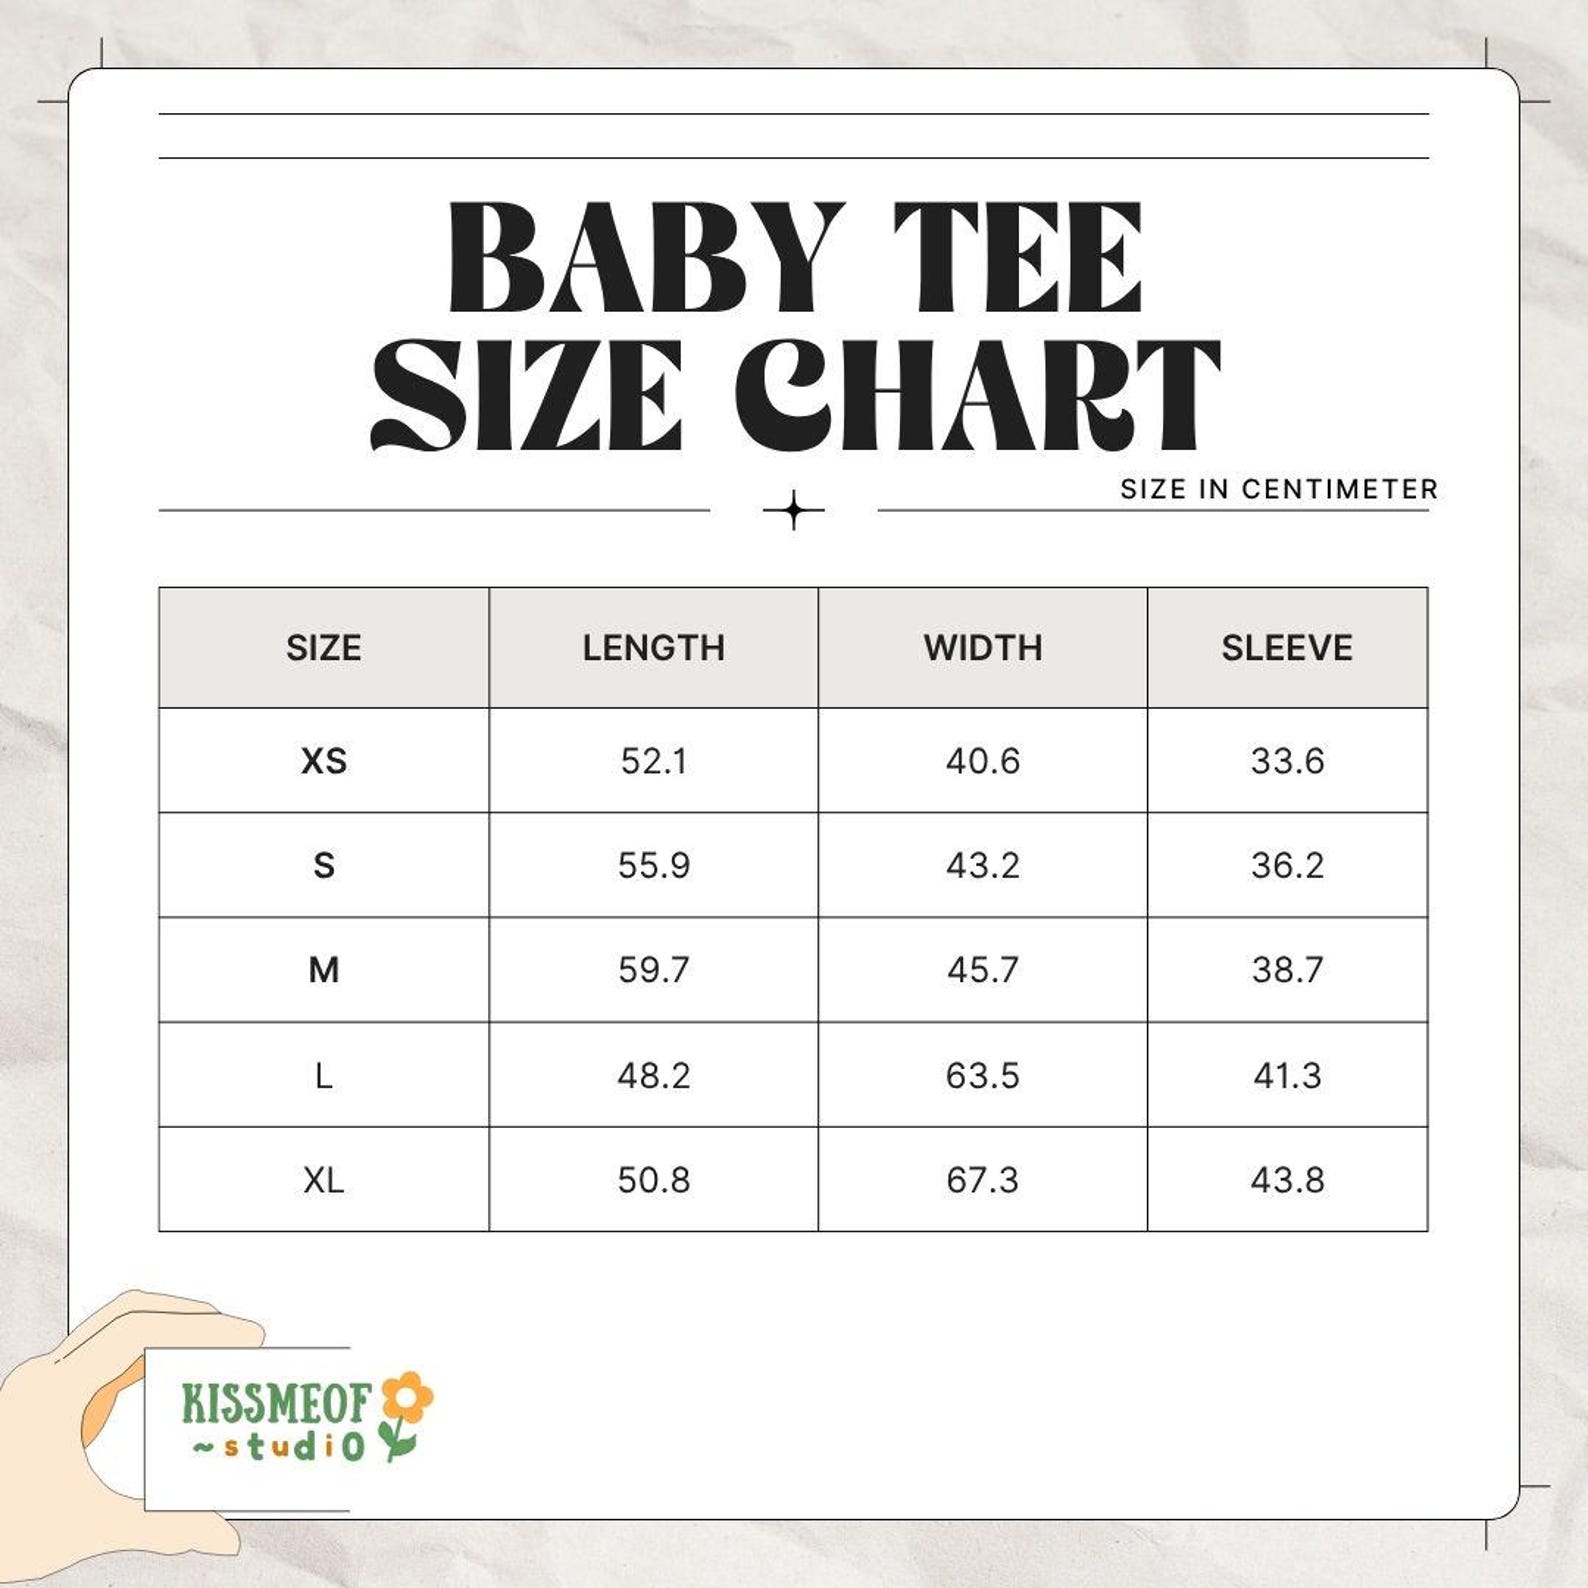 BABY TEE
SIZE CHART
SIZE IN CENTIMETER
SIZE LENGTH WIDTH SLEEVE
XS 52.1 40.6 33.6
S 55.9 43.2 36.2
M 59.7 45.7 38.7
L 48.2 63.5 41.3
XL 50.8 67.3 43.8
KISSMEOF
~studio